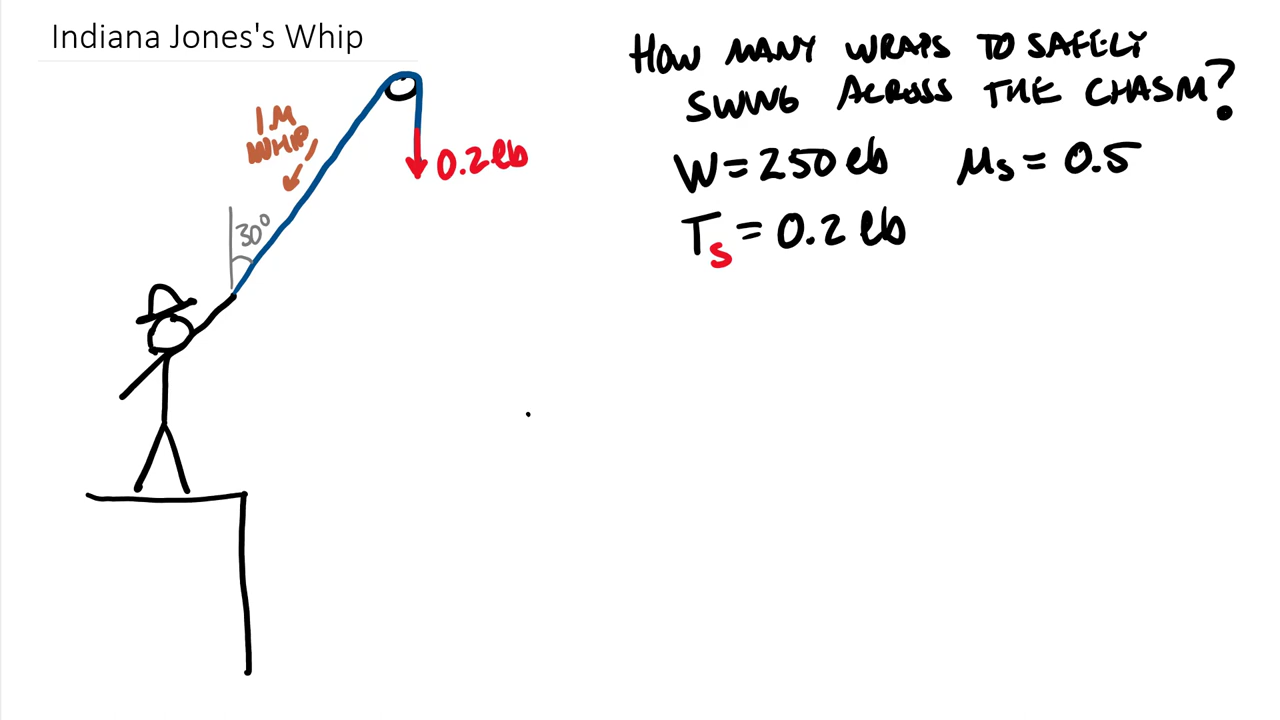 Indiana Jones's Whip
HOW MANY WRAPS TO SAFELY
SWING ACROSS THE CHASM?
W = 250 lb μs = 0.5
Ts = 0.2 lb
IM
WHIP
0.2 lb
30°